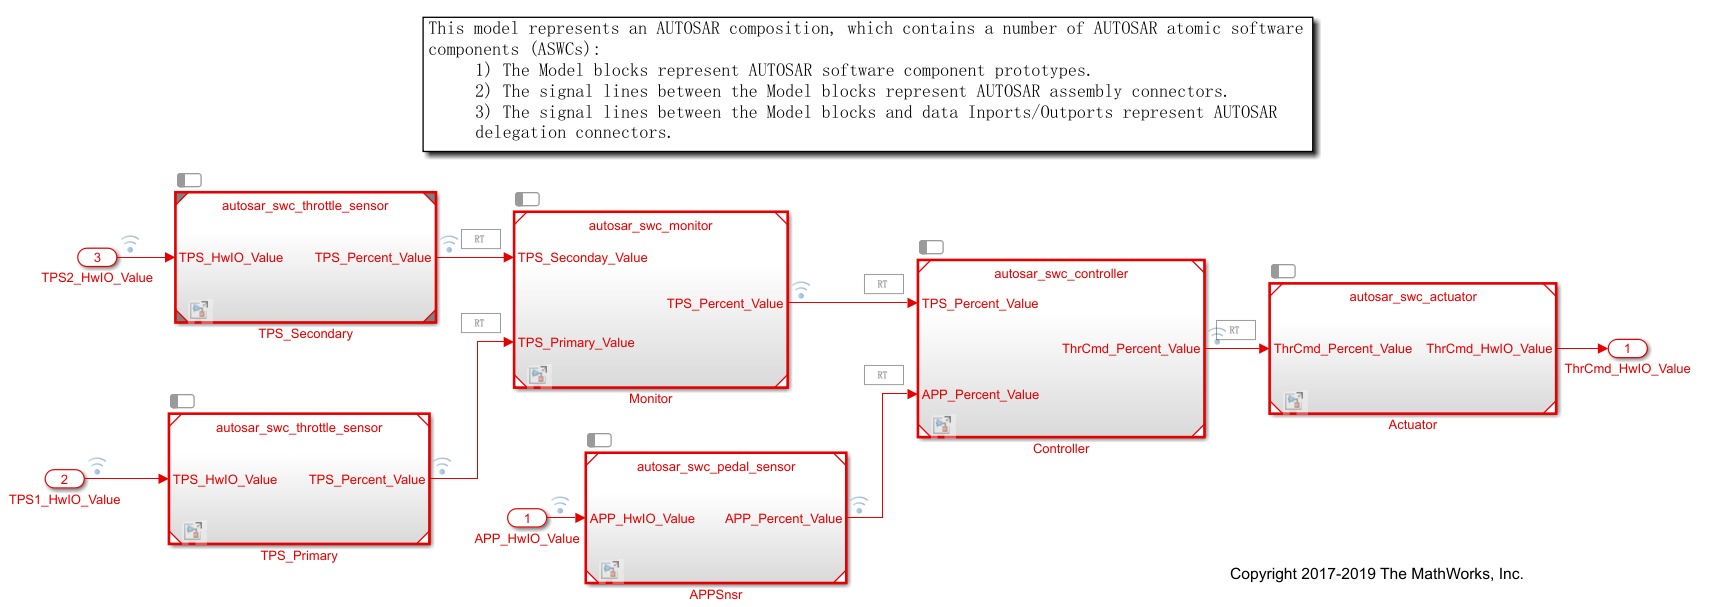 This model represents an AUTOSAR composition, which contains a number of AUTOSAR atomic software
components (ASWCs):
1) The Model blocks represent AUTOSAR software component prototypes.
2) The signal lines between the Model blocks represent AUTOSAR assembly connectors.
3) The signal lines between the Model blocks and data Inports/Outports represent AUTOSAR
delegation connectors.
autosar_swc_throttle_sensor
3
TPS2_HwIO_Value
TPS_HwIO_Value
TPS_Percent_Value
TPS_Secondary
RT
autosar_swc_monitor
TPS_Seconday_Value
TPS_Percent_Value
RT
TPS_Primary_Value
Monitor
autosar_swc_throttle_sensor
2
TPS1_HwIO_Value
TPS_HwIO_Value
TPS_Percent_Value
TPS_Primary
autosar_swc_pedal_sensor
1
APP_HwIO_Value
APP_HwIO_Value
APP_Percent_Value
APPSnsr
RT
RT
autosar_swc_controller
TPS_Percent_Value
ThrCmd_Percent_Value
APP_Percent_Value
Controller
RT
autosar_swc_actuator
ThrCmd_Percent_Value
ThrCmd_HwIO_Value
Actuator
1
ThrCmd_HwIO_Value
Copyright 2017-2019 The MathWorks, Inc.